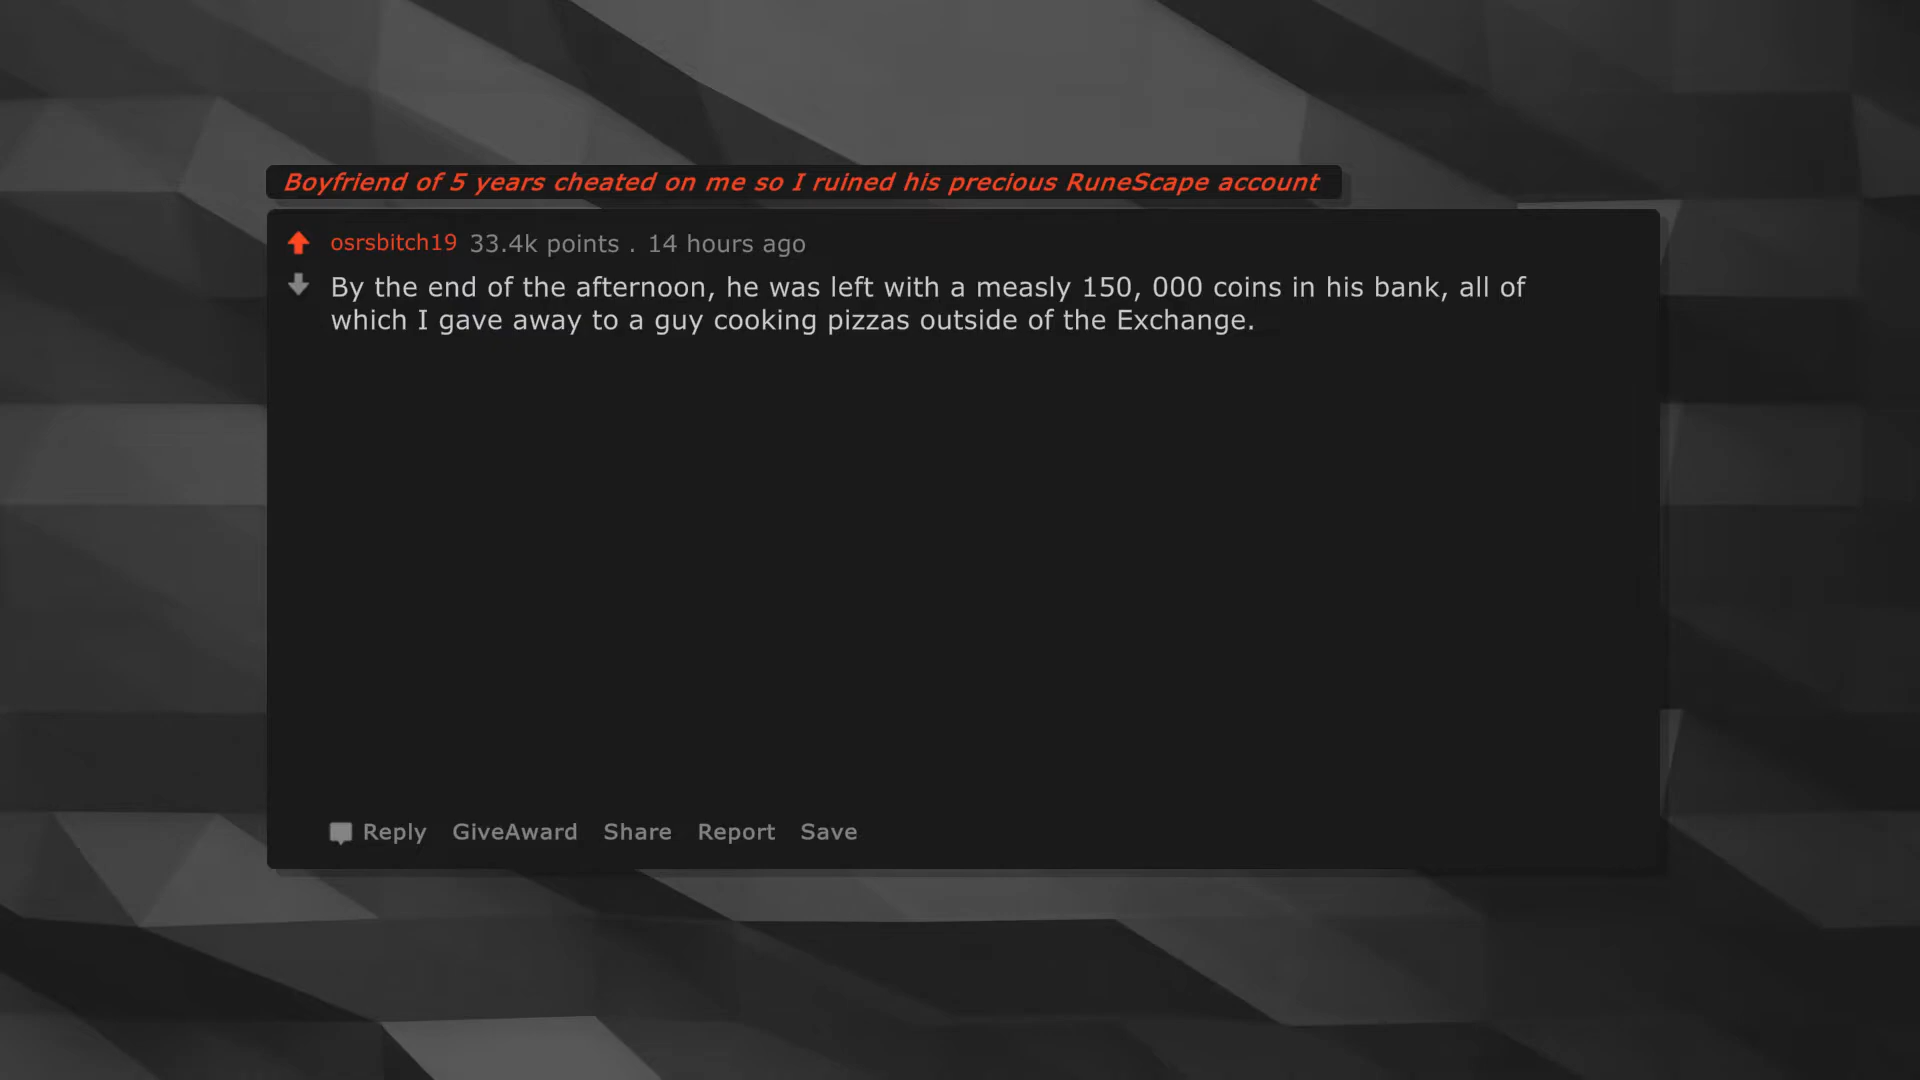 Boyfriend of 5 years cheated on me so I ruined his precious RuneScape account
osrsbitch19 33.4k points . 14 hours ago
By the end of the afternoon, he was left with a measly 150, 000 coins in his bank, all of
which I gave away to a guy cooking pizzas outside of the Exchange.
Reply GiveAward Share Report Save